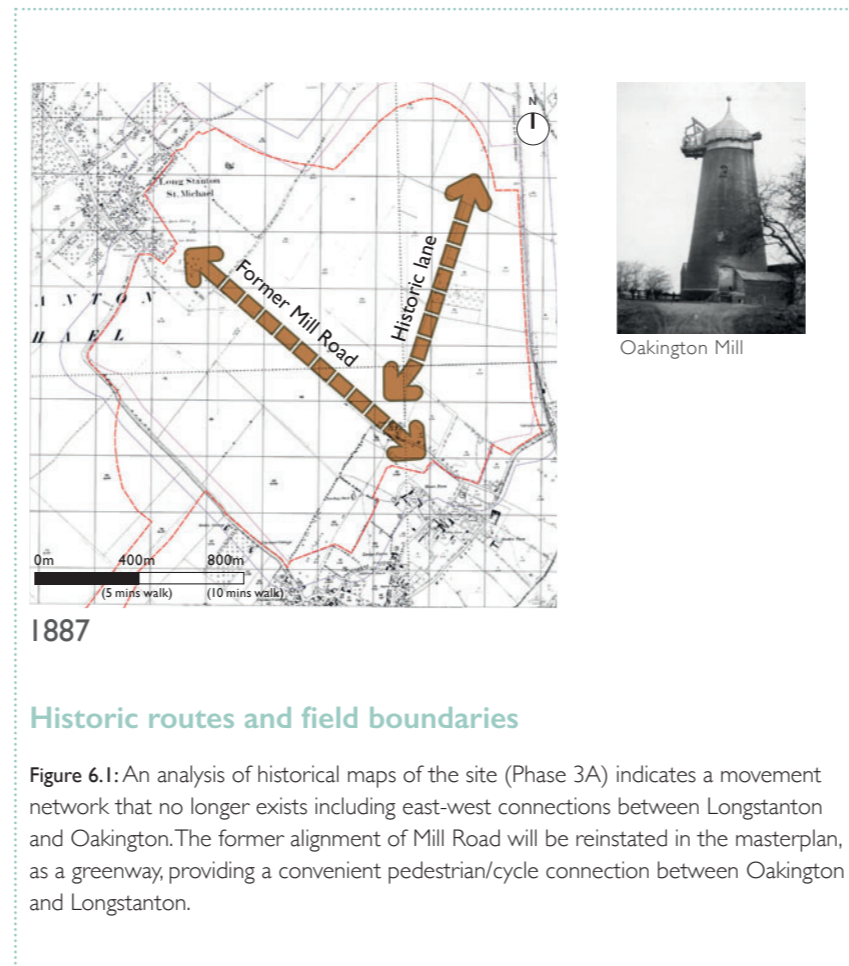 N
Long Stanton
St. Michael
Former Mill Road
Historic lane
A N T O N
H A E L
0m 400m 800m
(5 mins walk) (10 mins walk)
1887
Oakington Mill
Historic routes and field boundaries
Figure 6.1: An analysis of historical maps of the site (Phase 3A) indicates a movement
network that no longer exists including east-west connections between Longstanton
and Oakington. The former alignment of Mill Road will be reinstated in the masterplan,
as a greenway, providing a convenient pedestrian/cycle connection between Oakington
and Longstanton.